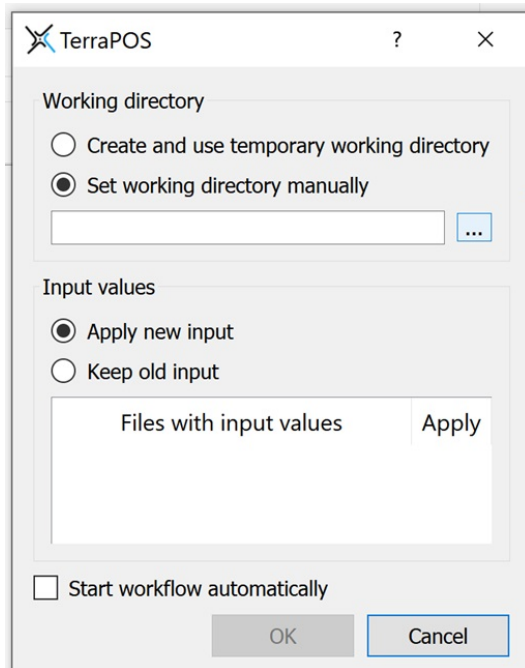 TerraPOS
?
Working directory
Create and use temporary working directory
Set working directory manually
...
Input values
Apply new input
Keep old input
Files with input values Apply
Start workflow automatically
OK Cancel